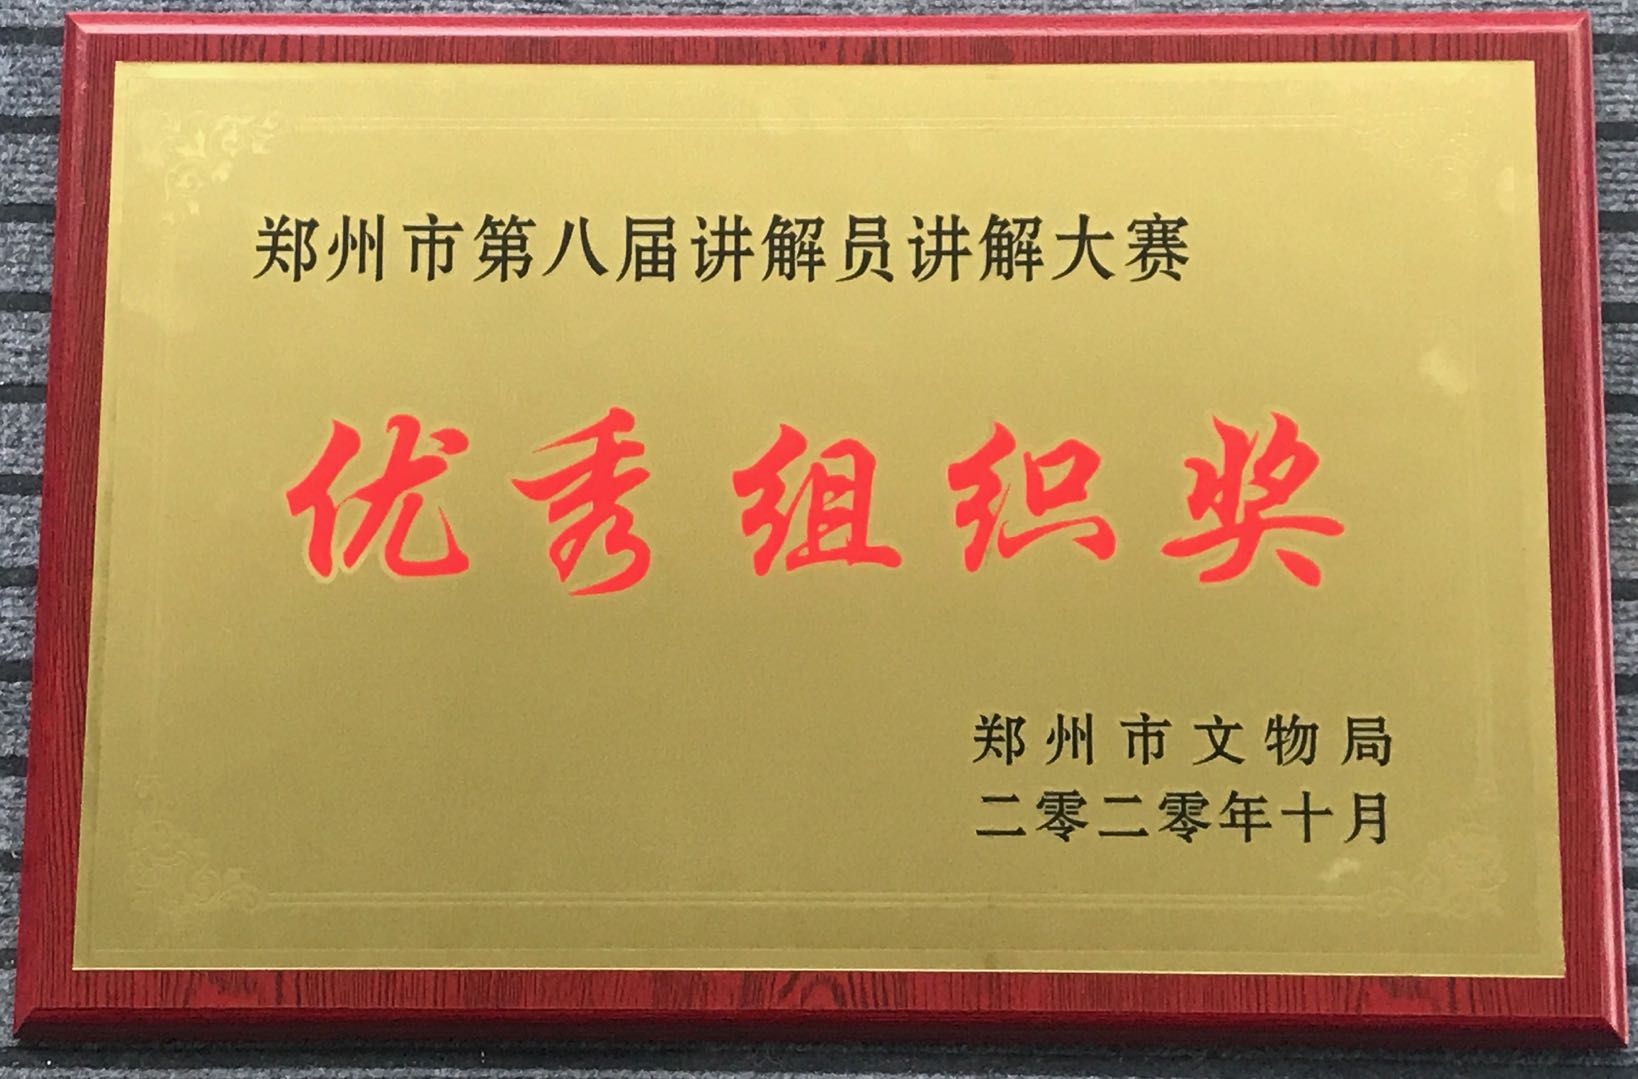 郑州市第八届讲解员讲解大赛
优秀组织奖
郑州市文物局
二零二零年十月